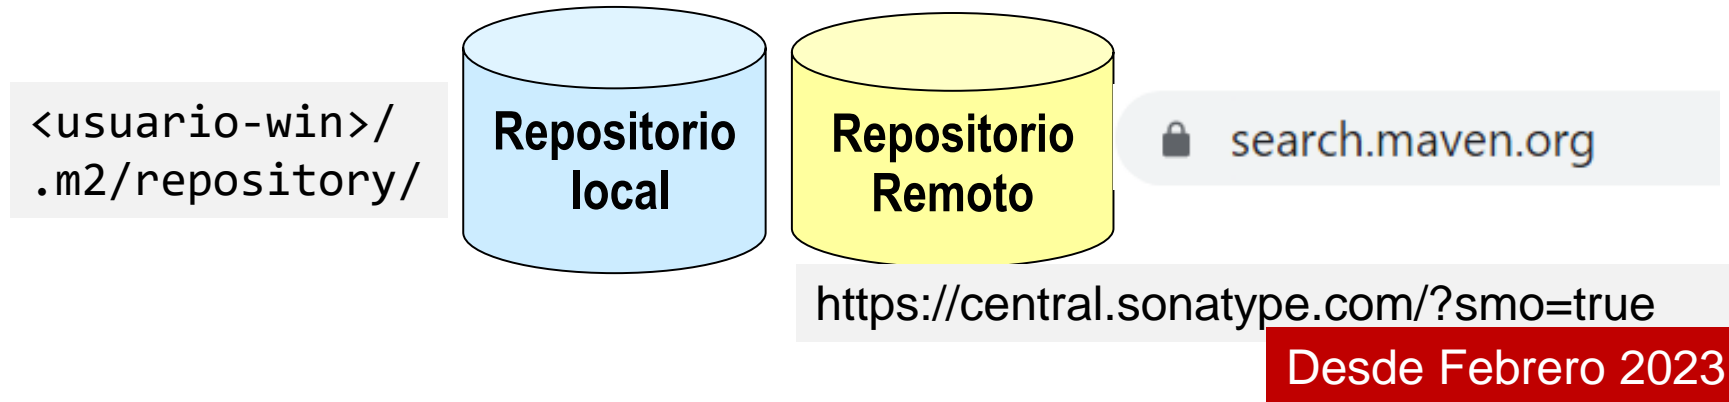 <usuario-win>/
.m2/repository/
Repositorio
local
Repositorio
Remoto
search.maven.org
https://central.sonatype.com/?smo=true
Desde Febrero 2023